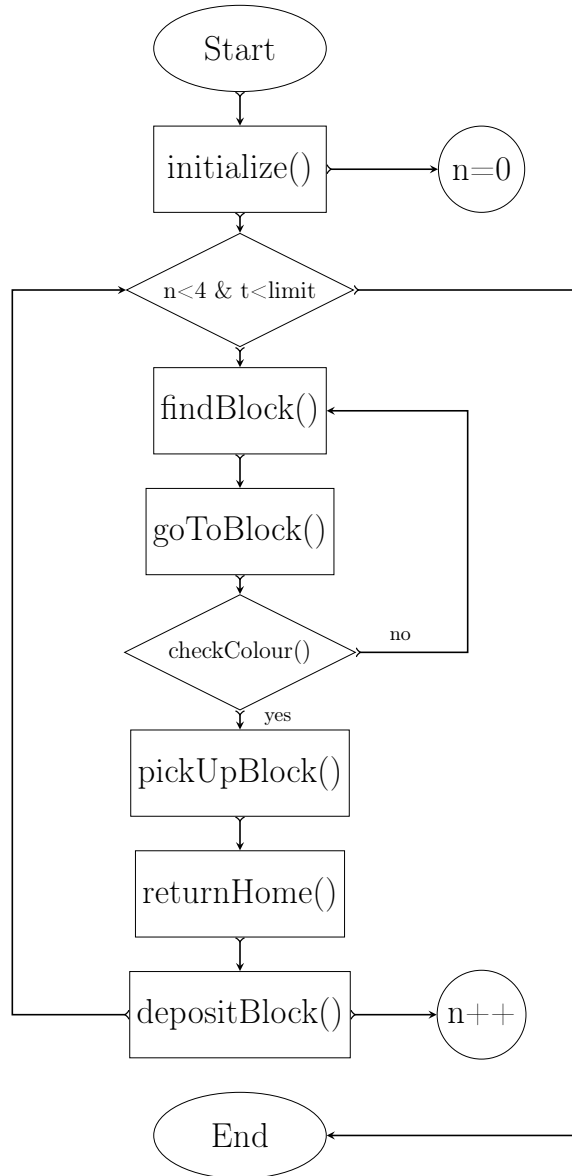 Start
initialize()
n=0
n<4 & t<limit
findBlock()
goToBlock()
checkColour()
no
yes
pickUpBlock()
returnHome()
depositBlock()
n++
End